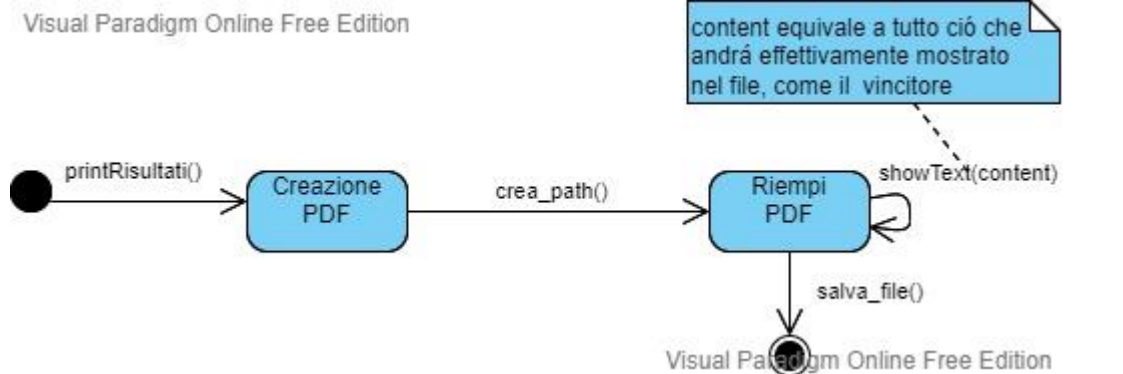 Visual Paradigm Online Free Edition
content equivale a tutto ció che
andrá effettivamente mostrato
nel file, come il vincitore
printRisultati()
Creazione
PDF
crea_path()
Riempi
PDF
showText(content)
salva_file()
Visual Paradigm Online Free Edition